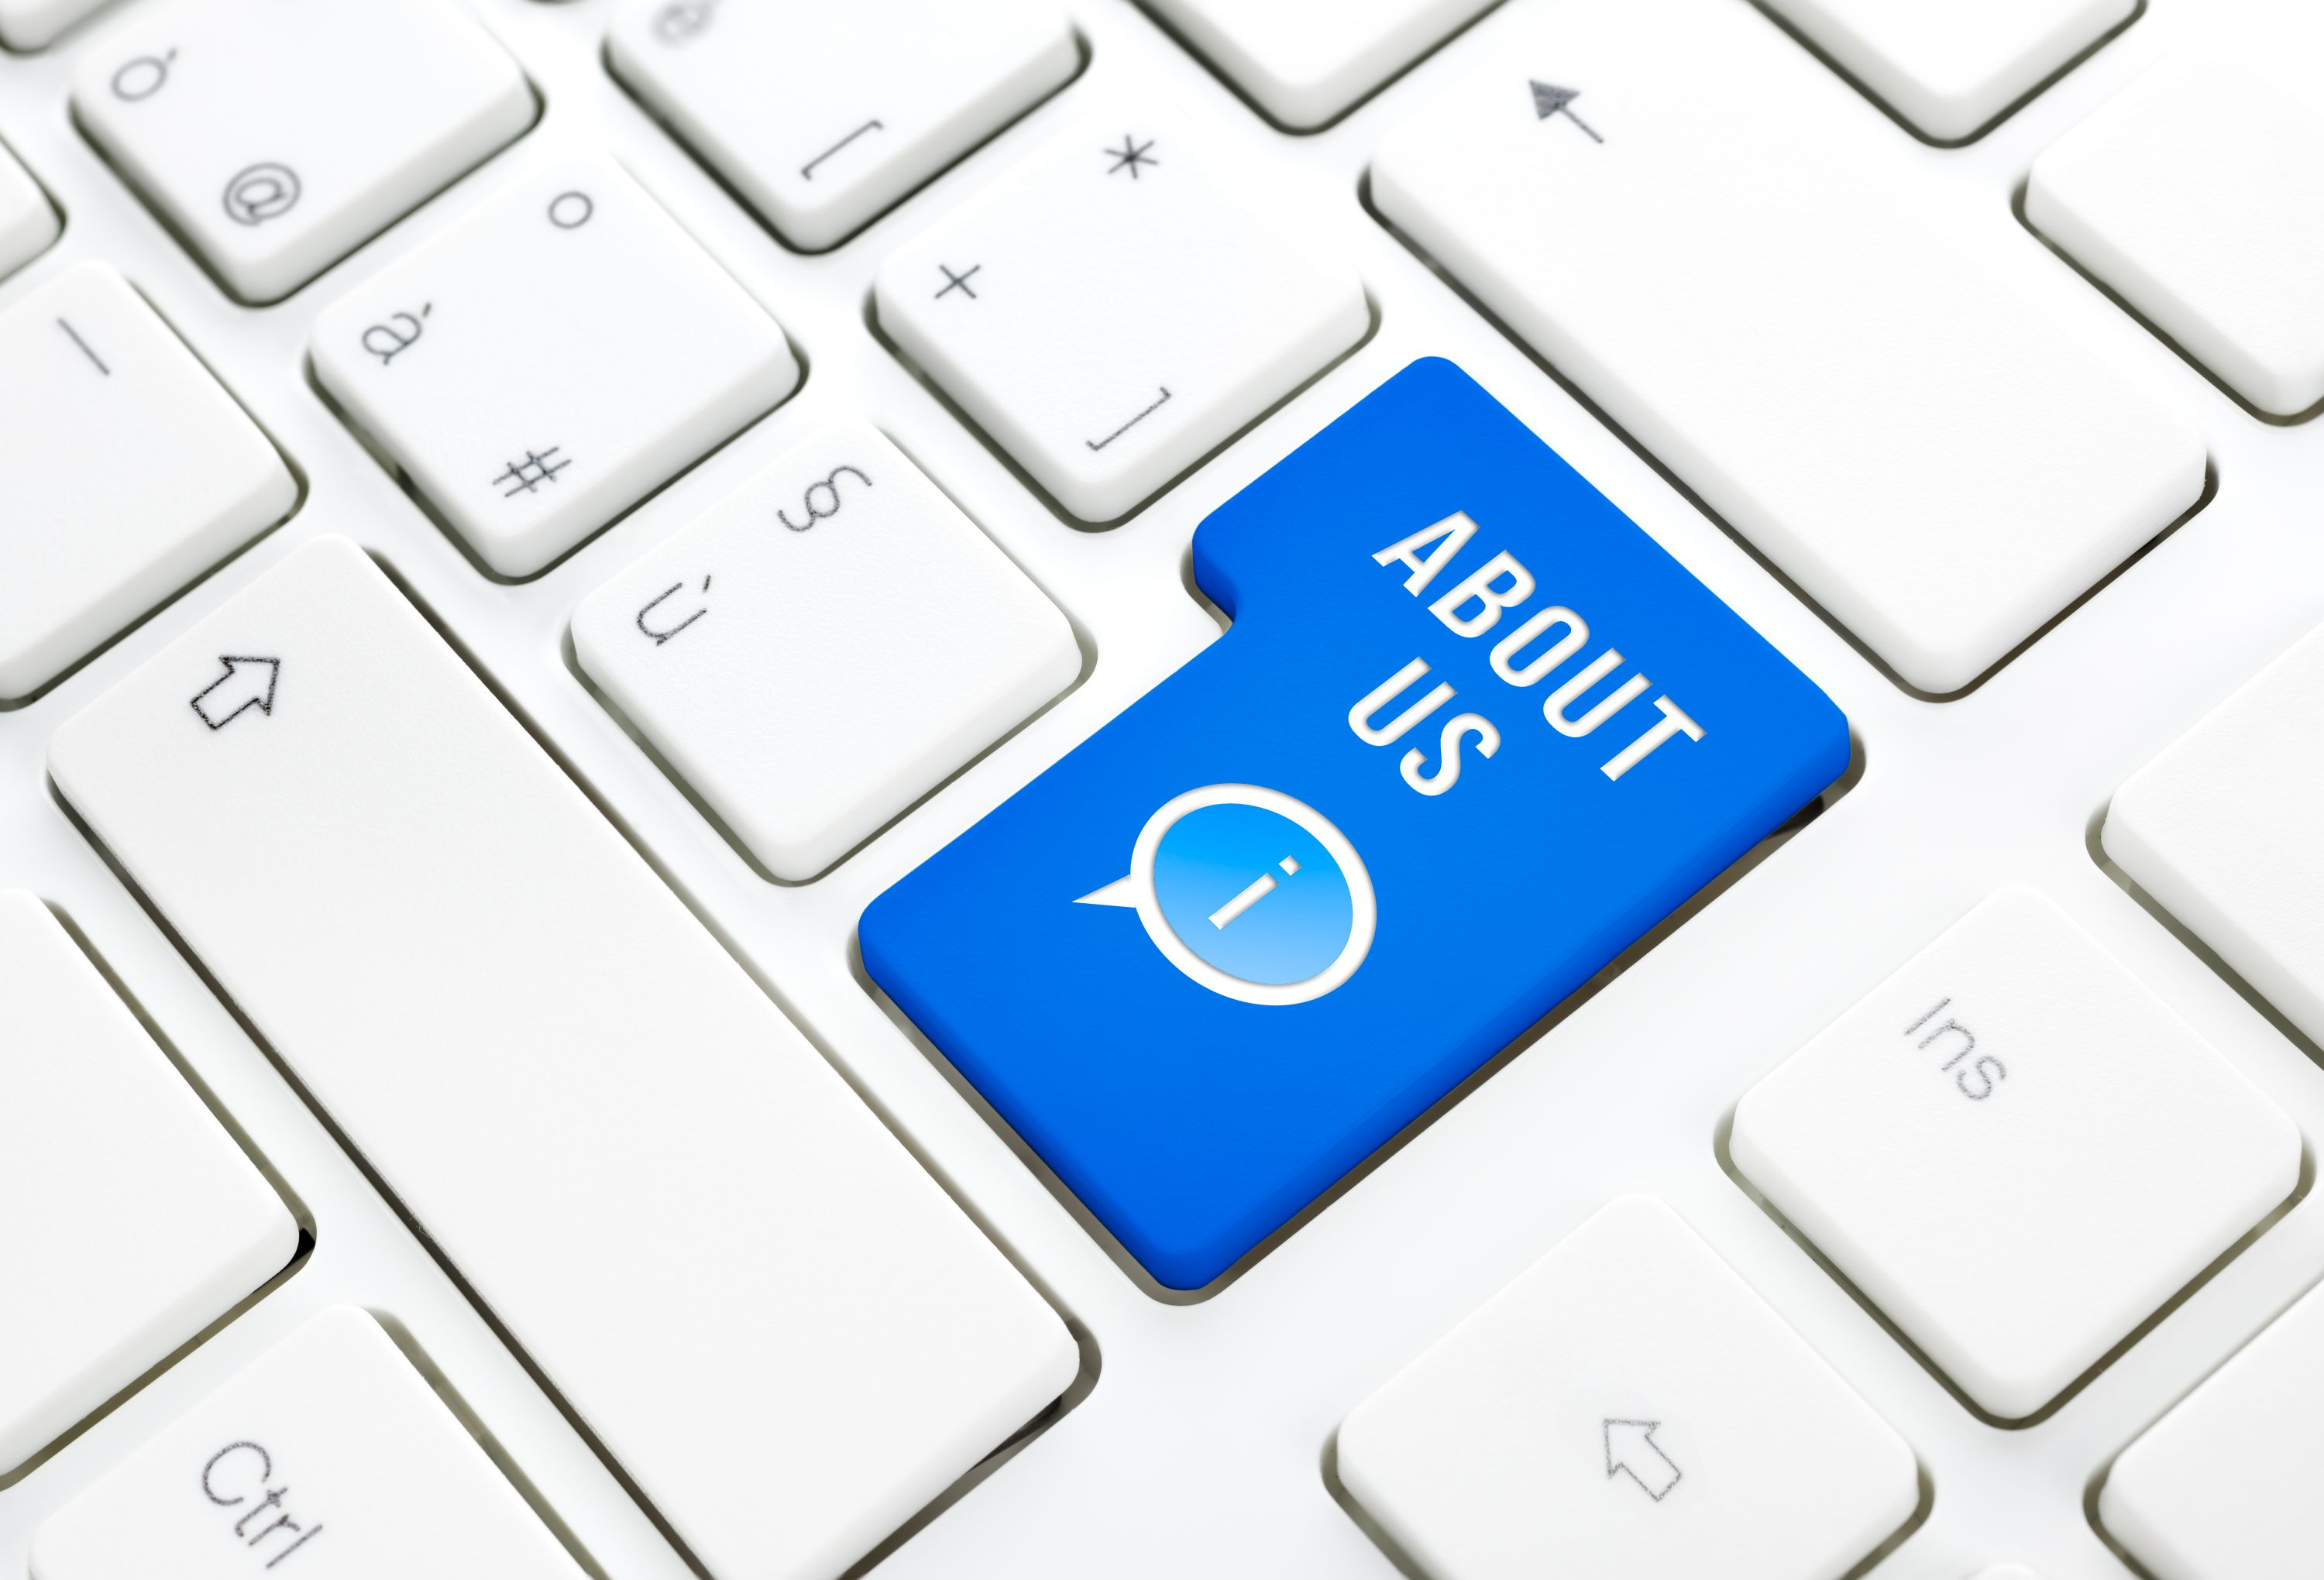 ò
@
[
*
+
]
°
à
#
§
ù
ABOUT
US
i
Ins
Ctrl